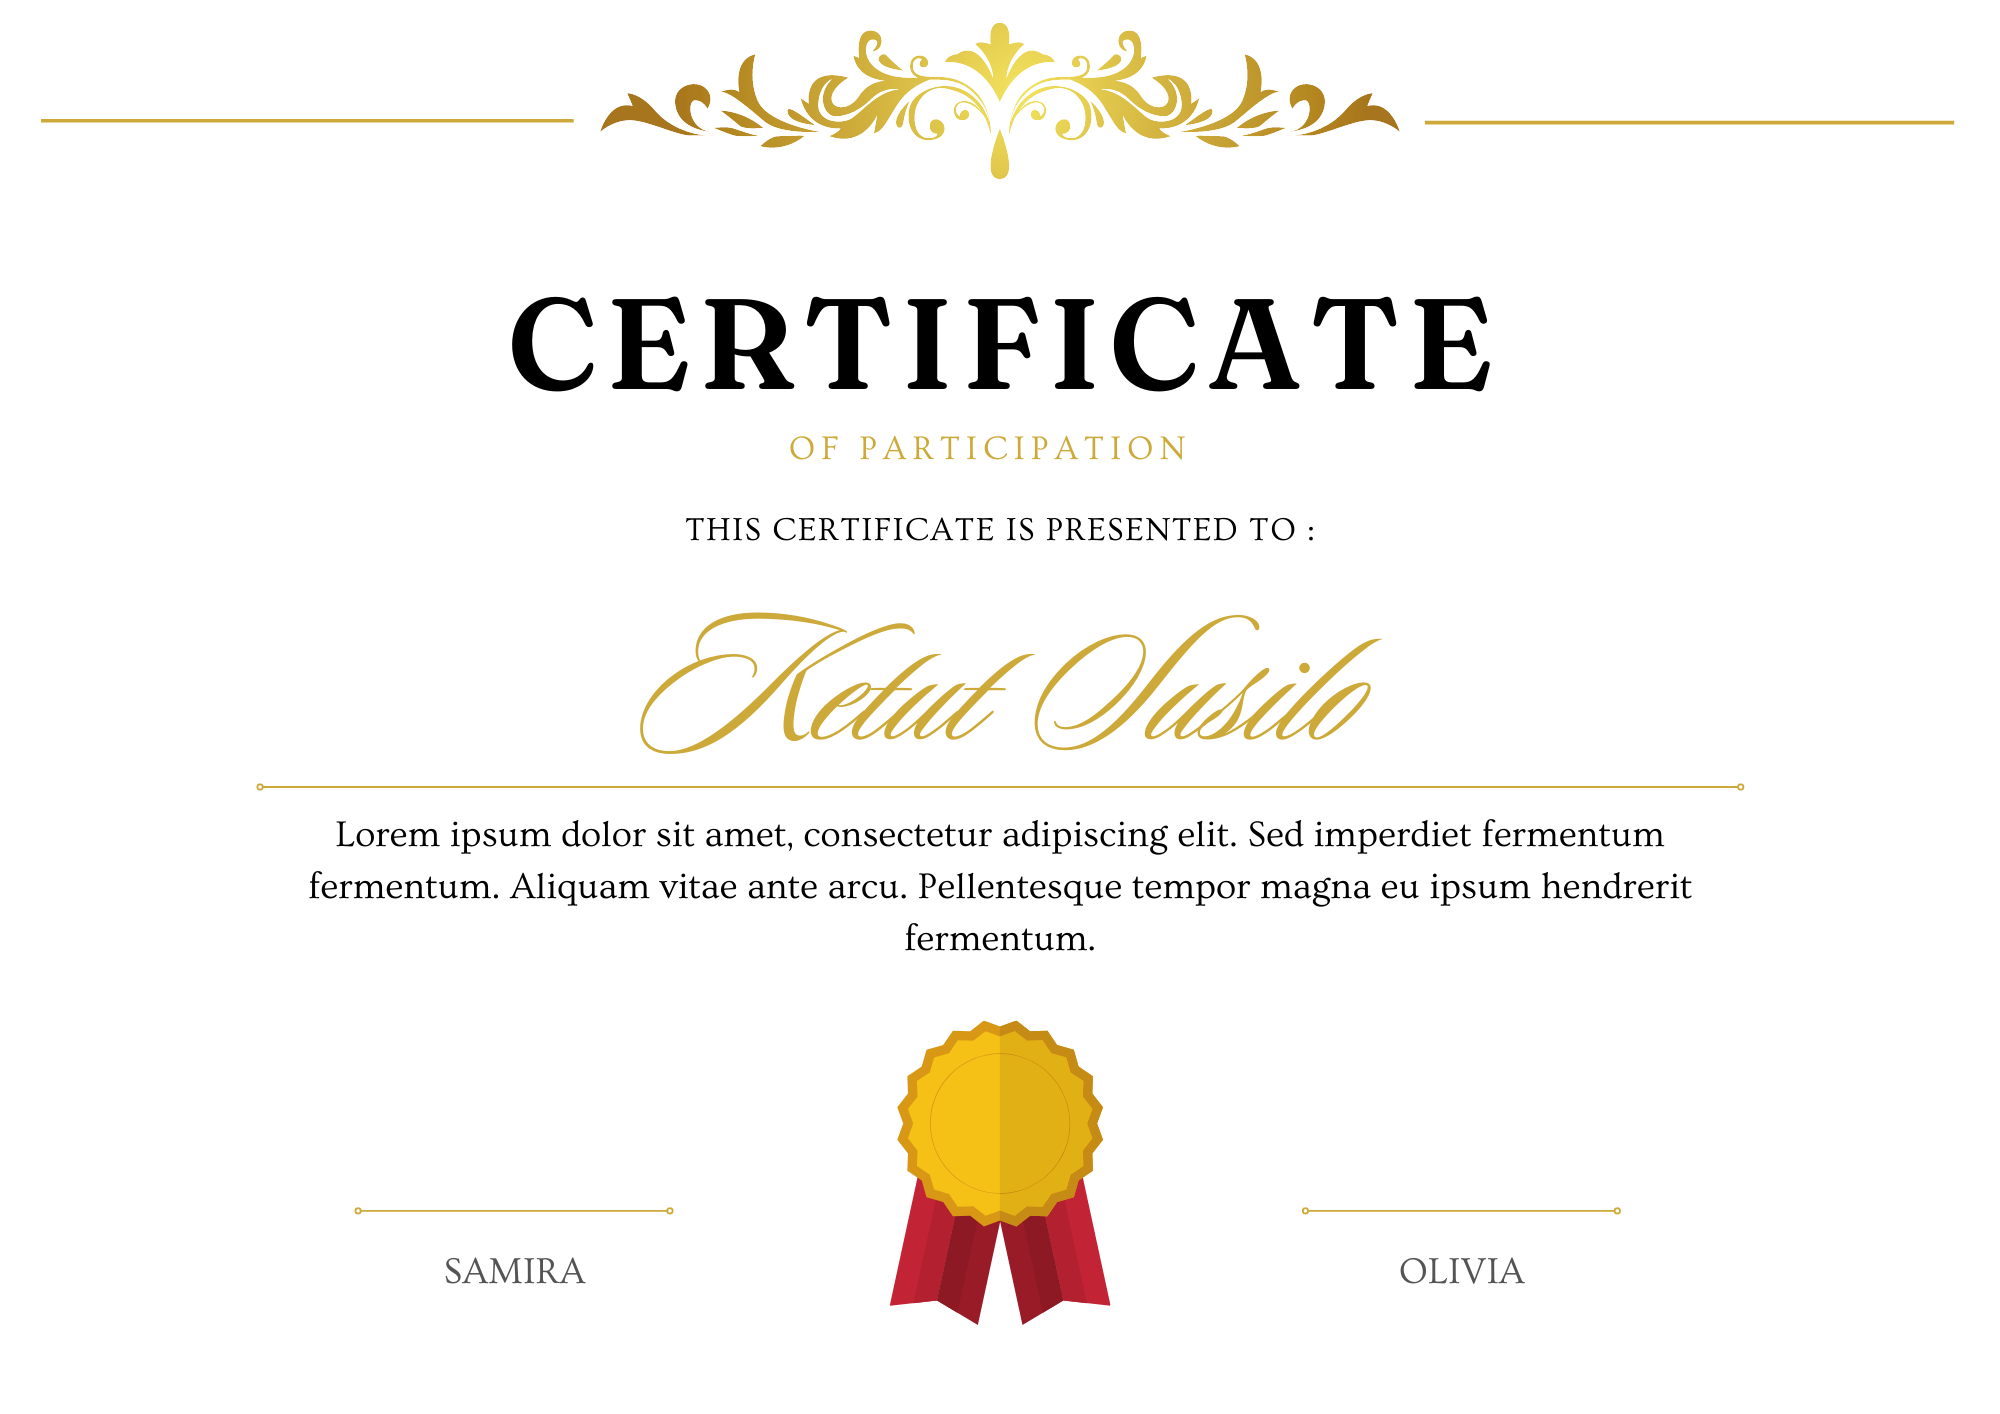 CERTIFICATE
OF PARTICIPATION
THIS CERTIFICATE IS PRESENTED TO :
Ketut Susilo
Lorem ipsum dolor sit amet, consectetur adipiscing elit. Sed imperdiet fermentum
fermentum. Aliquam vitae ante arcu. Pellentesque tempor magna eu ipsum hendrerit
fermentum.
SAMIRA
OLIVIA